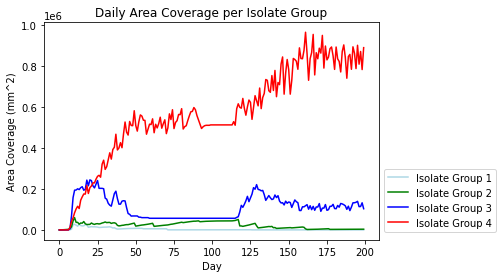 Daily Area Coverage per Isolate Group
1e6
1.0
0.8
0.6
0.4
0.2
0.0
Area Coverage (mm^2)
0 25 50 75 100 125 150 175 200
Day
Isolate Group 1
Isolate Group 2
Isolate Group 3
Isolate Group 4